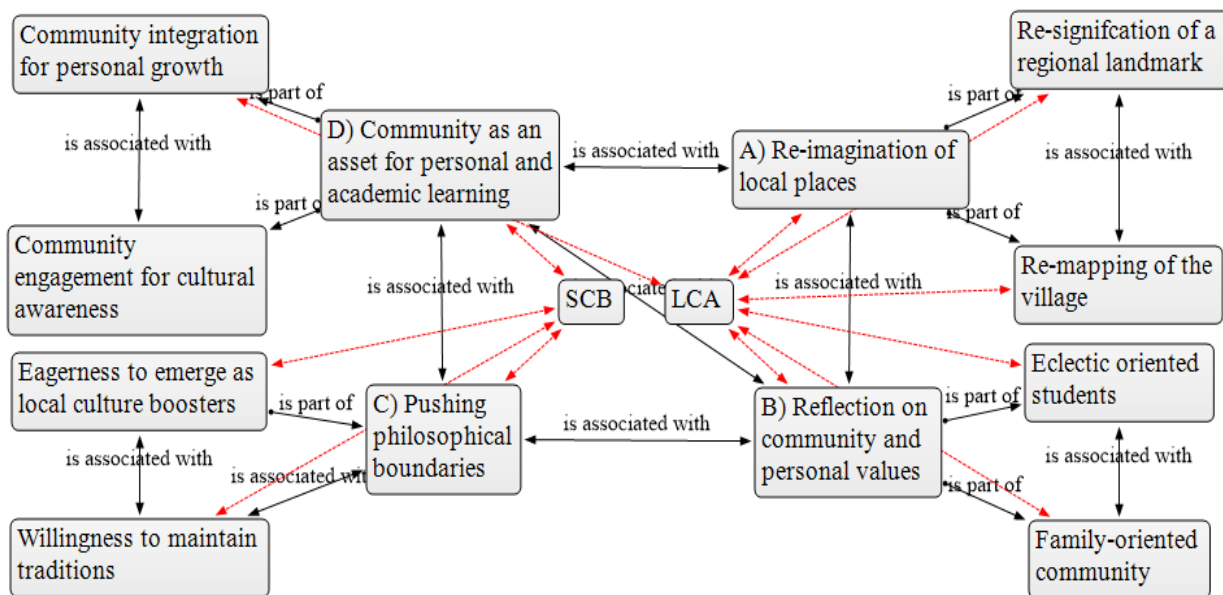 Community integration
for personal growth
Re-signifcation of a
regional landmark
is part of
is part of
is associated with
D) Community as an
asset for personal and
academic learning
is associated with
A) Re-imagination of
local places
is associated with
is part of
is part of
Community
engagement for cultural
awareness
Re-mapping of the
village
is associated with
SCB
LCA
is associated with
Eagerness to emerge as
local culture boosters
Eclectic oriented
students
is part of
C) Pushing
philosophical
boundaries
is associated with
B) Reflection on
community and
personal values
is part of
is associated with
is associated with
is associated
is part of
Willingness to maintain
traditions
Family-oriented
community